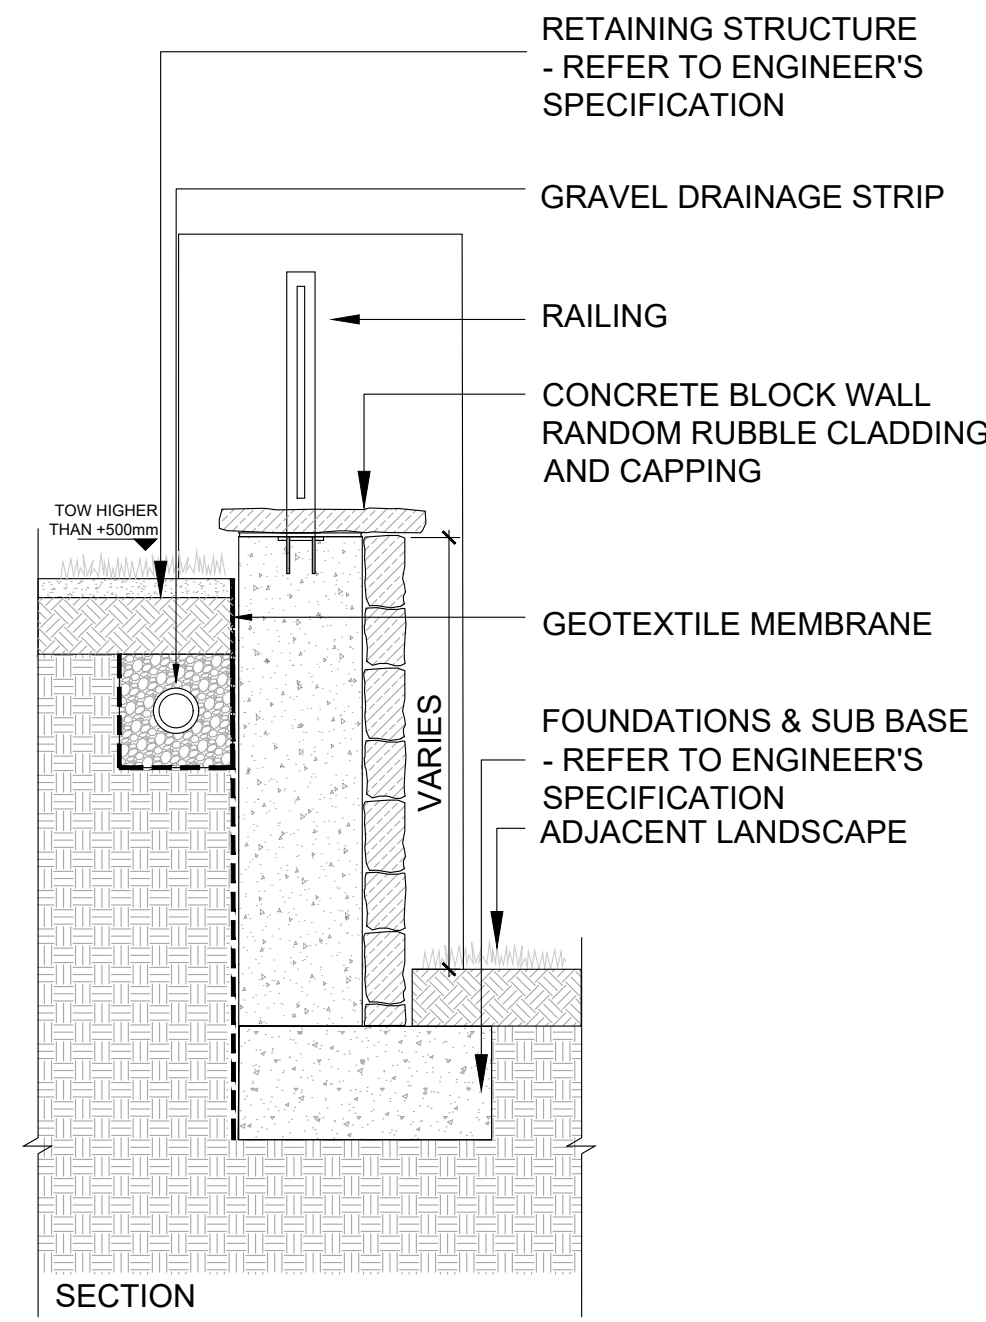 RETAINING STRUCTURE
- REFER TO ENGINEER'S
SPECIFICATION
GRAVEL DRAINAGE STRIP
RAILING
CONCRETE BLOCK WALL
RANDOM RUBBLE CLADDING
AND CAPPING
TOW HIGHER
THAN +500mm
GEOTEXTILE MEMBRANE
VARIES
FOUNDATIONS & SUB BASE
- REFER TO ENGINEER'S
SPECIFICATION
ADJACENT LANDSCAPE
SECTION